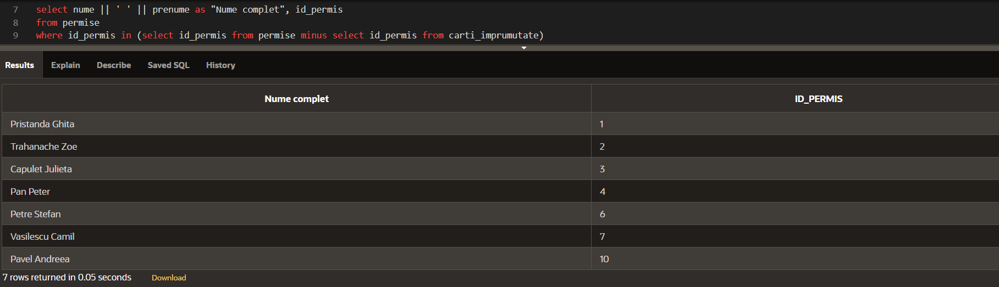 7 select nume || ' ' || prenume as "Nume complet", id_permis
8 from permise
9 where id_permis in (select id_permis from permise minus select id_permis from carti_imprumutate)
Results Explain Describe Saved SQL History
Nume complet ID_PERMIS
Pristanda Ghita 1
Trahanache Zoe 2
Capulet Julieta 3
Pan Peter 4
Petre Stefan 6
Vasilescu Camil 7
Pavel Andreea 10
7 rows returned in 0.05 seconds Download